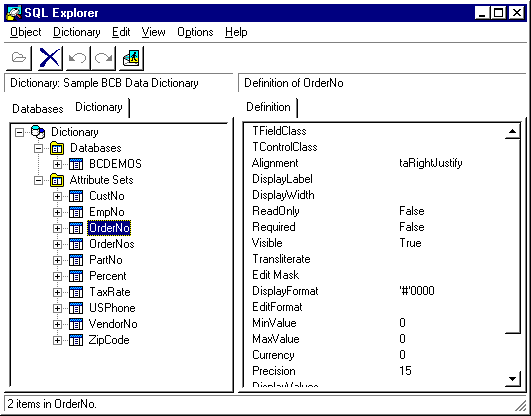 SQL Explorer
Object Dictionary Edit View Options Help
Dictionary: Sample BCB Data Dictionary
Definition of OrderNo
Databases Dictionary
Dictionary
Databases
BCDEMOS
Attribute Sets
CustNo
EmpNo
OrderNo
OrderNos
PartNo
Percent
TaxRate
USPhone
VendorNo
ZipCode
Definition
TFieldClass
TControlClass
Alignment taRightJustify
DisplayLabel
DisplayWidth
ReadOnly False
Required False
Visible True
Transliterate
Edit Mask
DisplayFormat '#'0000
EditFormat
MinValue 0
MaxValue 0
Currency 0
Precision 15
DisplayValues
2 items in OrderNo.